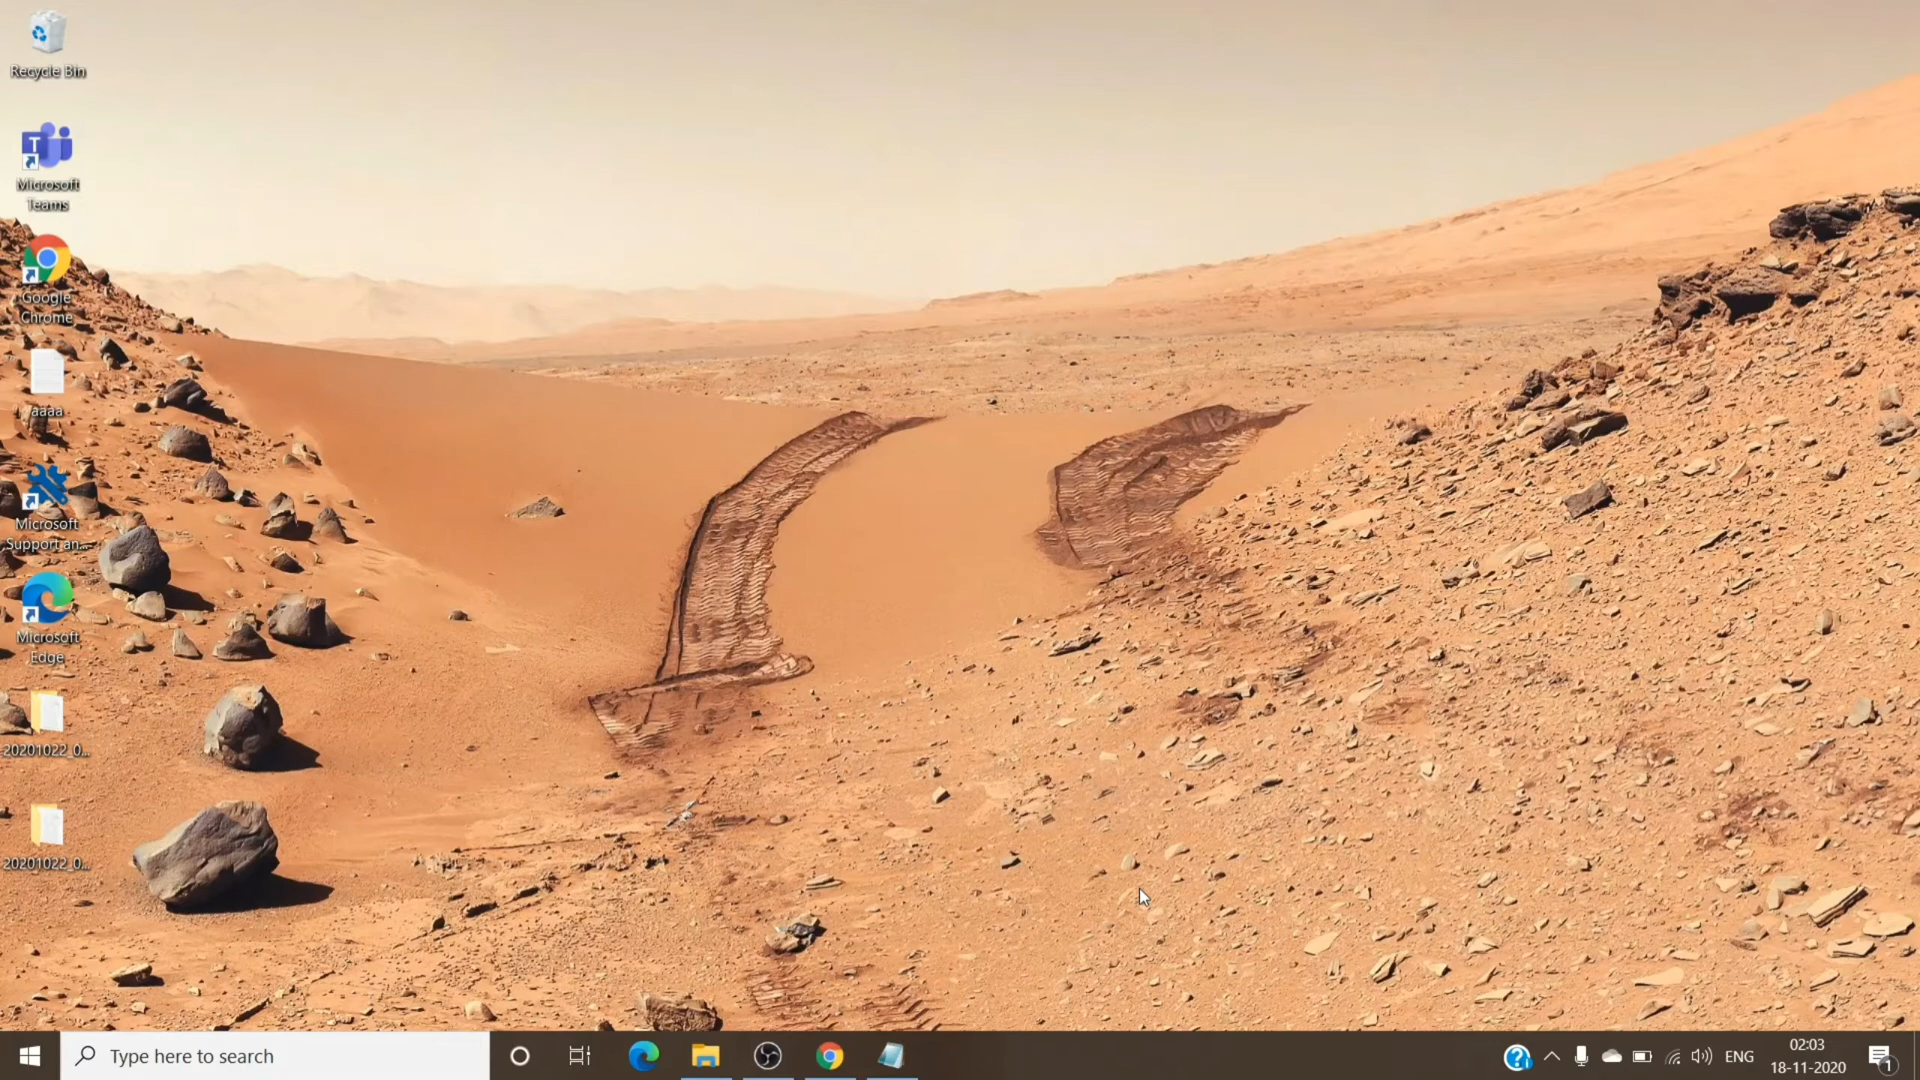 Recycle Bin
Microsoft
Teams
Google
Chrome
aaaa
Microsoft
Support an...
Microsoft
Edge
20201022_0...
20201022_0...
Type here to search
ENG
02:03
18-11-2020
1